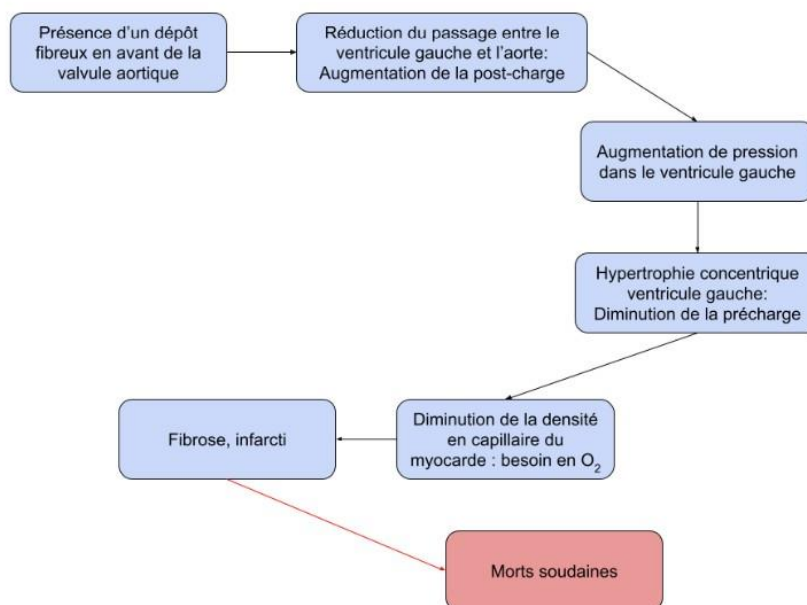 Présence d'un dépôt
fibreux en avant de la
valvule aortique
Réduction du passage entre le
ventricule gauche et l'aorte:
Augmentation de la post-charge
Augmentation de pression
dans le ventricule gauche
Hypertrophie concentrique
ventricule gauche:
Diminution de la précharge
Diminution de la densité
en capillaire du
myocarde : besoin en O₂
Fibrose, infarcti
Morts soudaines